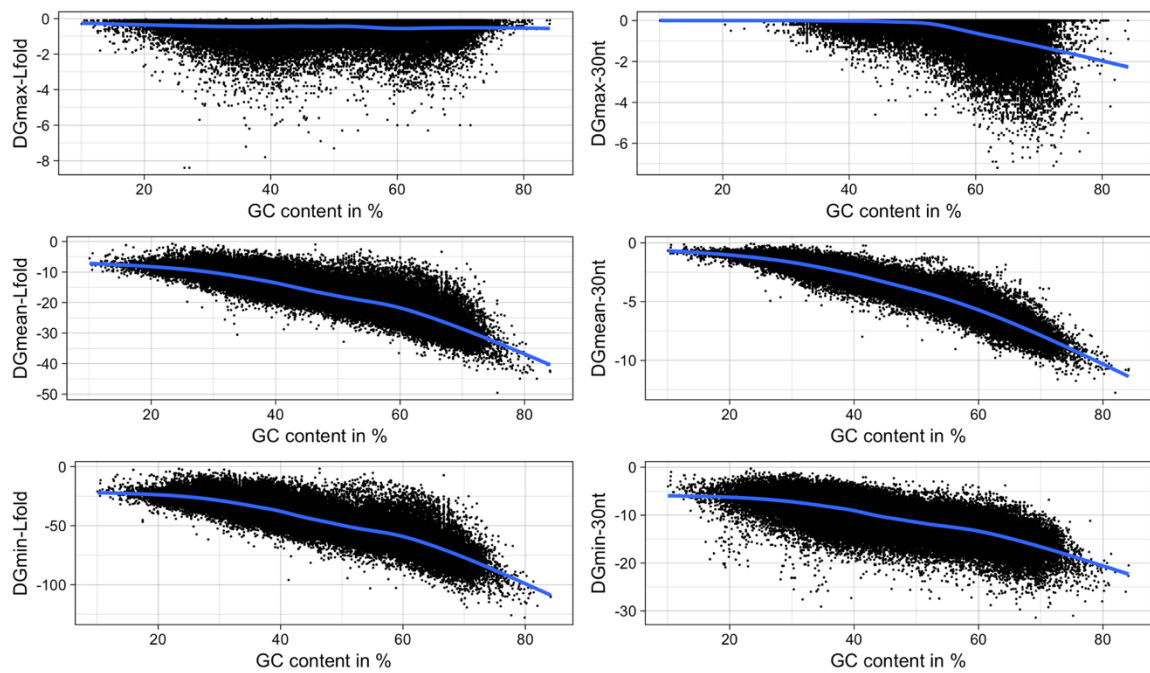 DGmax-Lfold
0
-2
-4
-6
-8
20 40 60 80
GC content in %
DGmax-30nt
0
-2
-4
-6
20 40 60 80
GC content in %
DGmean-Lfold
0
-10
-20
-30
-40
-50
20 40 60 80
GC content in %
DGmean-30nt
0
-5
-10
20 40 60 80
GC content in %
DGmin-Lfold
0
-50
-100
20 40 60 80
GC content in %
DGmin-30nt
0
-10
-20
-30
20 40 60 80
GC content in %